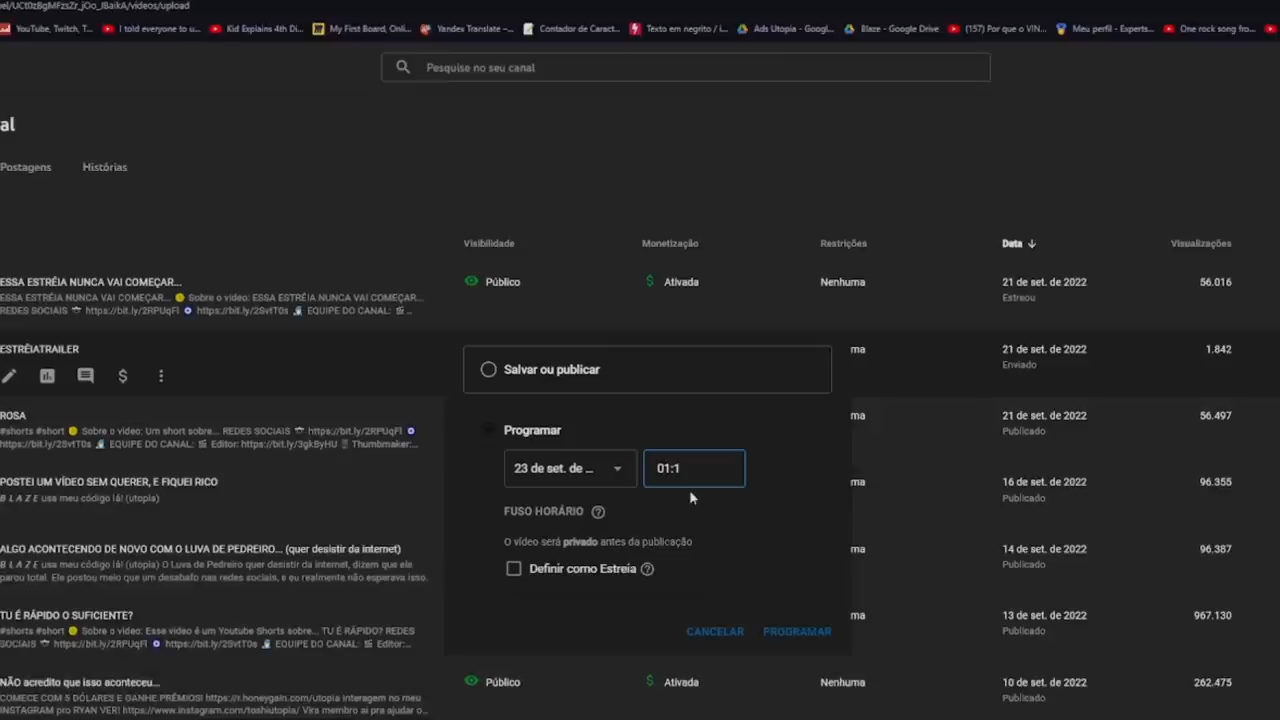 el/UCt0zBgMFzsZr_jOo_IBaikA/videos/upload
YouTube, Twitch, T... I told everyone to u... Kid Explains 4th Di... My First Board, Onli... Yandex Translate –... Contador de Caract... Texto em negrito / i... Ads Utopia - Googl... Blaze - Google Drive (157) Por que o VIN... Meu perfil - Experts... One rock song fro...
Pesquise no seu canal
al
Postagens Histórias
Visibilidade Monetização Restrições Data ↓ Visualizações
ESSA ESTRÉIA NUNCA VAI COMEÇAR... Público Ativada Nenhuma 21 de set. de 2022 56.016
ESSA ESTRÉIA NUNCA VAI COMEÇAR... Sobre o vídeo: ESSA ESTRÉIA NUNCA VAI COMEÇAR... Estreou
REDES SOCIAIS https://bit.ly/2RPUqFl https://bit.ly/2SvtT0s EQUIPE DO CANAL: ...
ESTRÉIATRAILER ma 21 de set. de 2022 1.842
Enviado
Salvar ou publicar
ROSA ma 21 de set. de 2022 56.497
#shorts #short Sobre o vídeo: Um short sobre... REDES SOCIAIS https://bit.ly/2RPUqFl Publicado
https://bit.ly/2SvtT0s EQUIPE DO CANAL: Editor: https://bit.ly/3gkByHU Thumbmaker:...
Programar
23 de set. de ... 01:1
POSTEI UM VÍDEO SEM QUERER, E FIQUEI RICO ma 16 de set. de 2022 96.355
B L A Z E usa meu código lá! (utopia) Publicado
FUSO HORÁRIO
O vídeo será privado antes da publicação
ALGO ACONTECENDO DE NOVO COM O LUVA DE PEDREIRO... (quer desistir da internet) ma 14 de set. de 2022 96.387
B L A Z E usa meu código lá! (utopia) O Luva de Pedreiro internet, dizem que ele Publicado
parou total. Ele postou meio que um desabafo nas redes sociais, e eu realmente não esperava isso.
Definir como Estreia
TU É RÁPIDO O SUFICIENTE? ma 13 de set. de 2022 967.130
#shorts #short Sobre o vídeo: Esse vídeo é um Youtube Shorts sobre... TU É RÁPIDO? REDES Publicado
SOCIAIS https://bit.ly/2RPUqFl https://bit.ly/2SvtT0s EQUIPE DO CANAL: Editor:...
CANCELAR PROGRAMAR
NÃO acredito que isso aconteceu... Público Ativada Nenhuma 10 de set. de 2022 262.475
COMECE COM 5 DÓLARES E GANHE PRÊMIOS! https://r.honeygain.com/utopia interagem no meu Publicado
INSTAGRAM pro RYAN VER! https://www.instagram.com/toshiutopia/ Vira membro ai pra ajudar o...